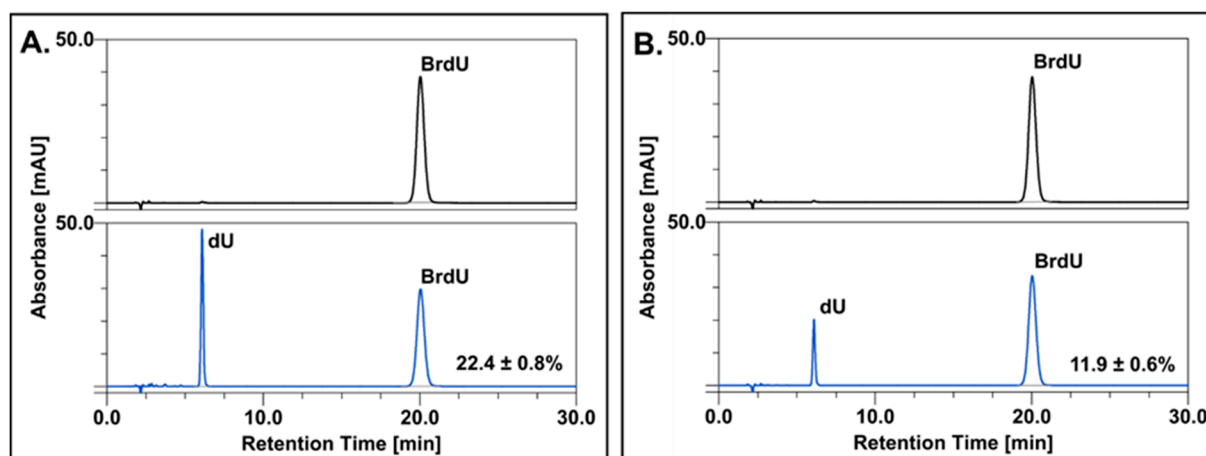 A.
50.0
BrdU
50.0
dU
BrdU
22.4 ± 0.8%
Absorbance [mAU]
0.0 10.0 20.0 30.0
Retention Time [min]
B.
50.0
BrdU
50.0
BrdU
dU
11.9 ± 0.6%
Absorbance [mAU]
0.0 10.0 20.0 30.0
Retention Time [min]